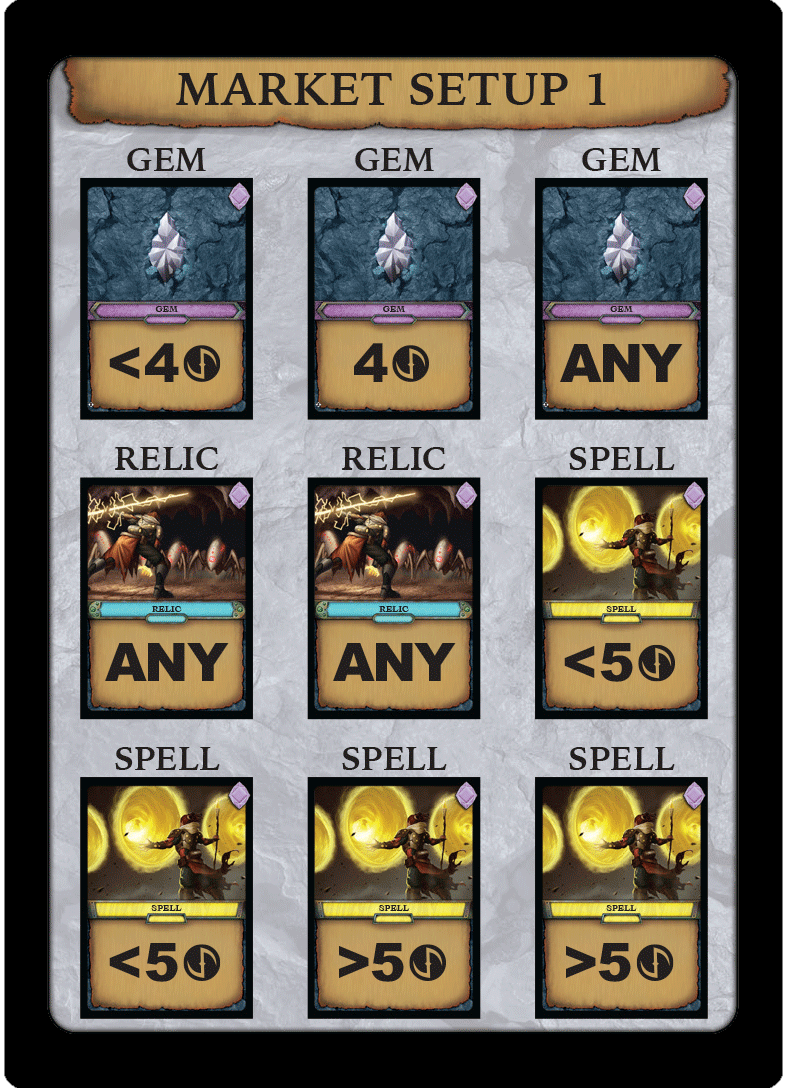 MARKET SETUP 1
GEM GEM GEM
GEM GEM GEM
<4 4 ANY
RELIC RELIC SPELL
RELIC RELIC SPELL
ANY ANY <5
SPELL SPELL SPELL
SPELL SPELL SPELL
<5 >5 >5